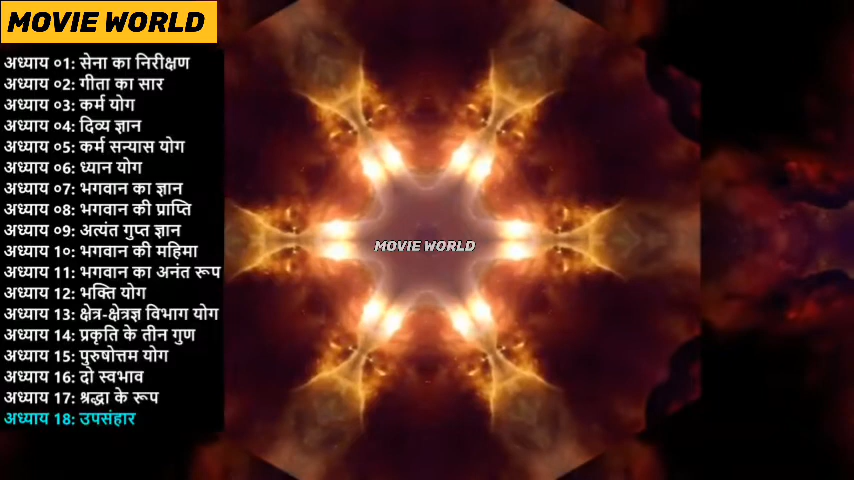 MOVIE WORLD
अध्याय ०1: सेना का निरीक्षण
अध्याय ०2: गीता का सार
अध्याय ०3: कर्म योग
अध्याय ०4: दिव्य ज्ञान
अध्याय ०5: कर्म सन्यास योग
अध्याय ०6: ध्यान योग
अध्याय ०7: भगवान का ज्ञान
अध्याय ०8: भगवान की प्राप्ति
अध्याय ०9: अत्यंत गुप्त ज्ञान
अध्याय 1०: भगवान की महिमा
अध्याय 11: भगवान का अनंत रूप
अध्याय 12: भक्ति योग
अध्याय 13: क्षेत्र-क्षेत्रज्ञ विभाग योग
अध्याय 14: प्रकृति के तीन गुण
अध्याय 15: पुरुषोत्तम योग
अध्याय 16: दो स्वभाव
अध्याय 17: श्रद्धा के रूप
अध्याय 18: उपसंहार
MOVIE WORLD